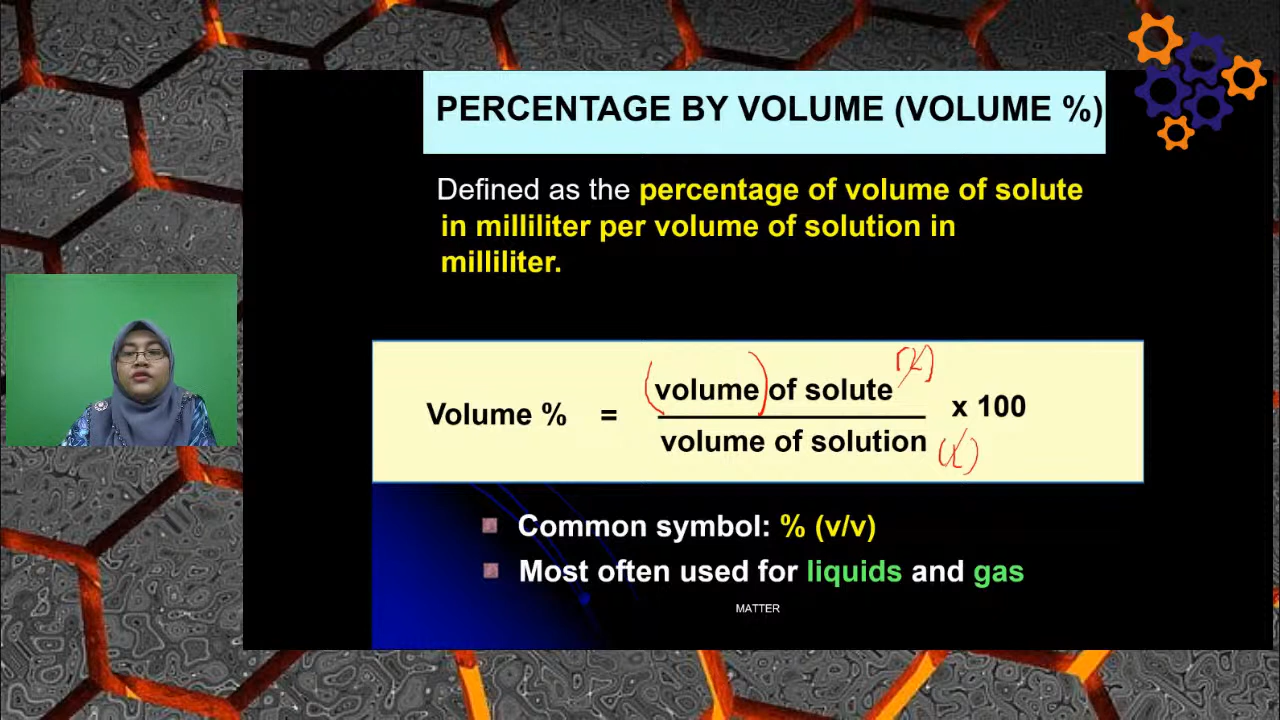 PERCENTAGE BY VOLUME (VOLUME %)
Defined as the percentage of volume of solute
in milliliter per volume of solution in
milliliter.
volume of solute
Volume % = x 100
volume of solution
Common symbol: % (v/v)
Most often used for liquids and gas
MATTER